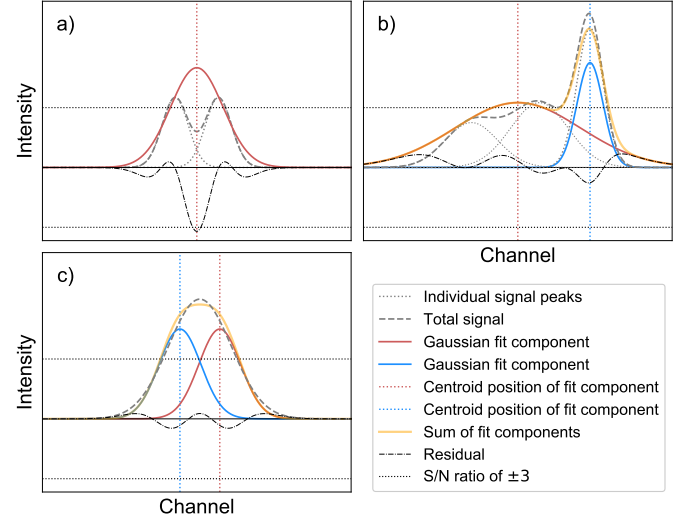 a)
b)
Intensity
Channel
c)
Intensity
Channel
Individual signal peaks
Total signal
Gaussian fit component
Gaussian fit component
Centroid position of fit component
Centroid position of fit component
Sum of fit components
Residual
S/N ratio of ±3